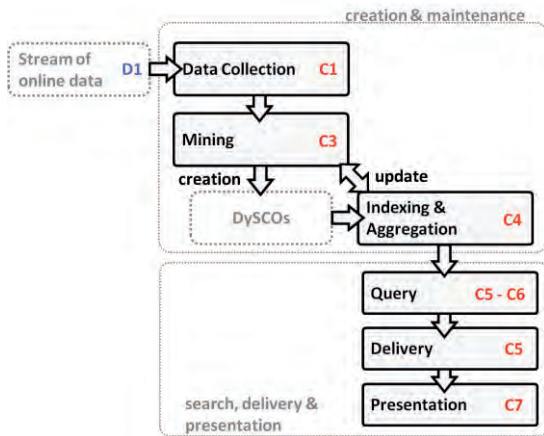 creation & maintenance
Stream of
online data
D1
Data Collection
C1
Mining
C3
creation
update
DySCOs
Indexing &
Aggregation
C4
Query
C5 - C6
Delivery
C5
Presentation
C7
search, delivery &
presentation